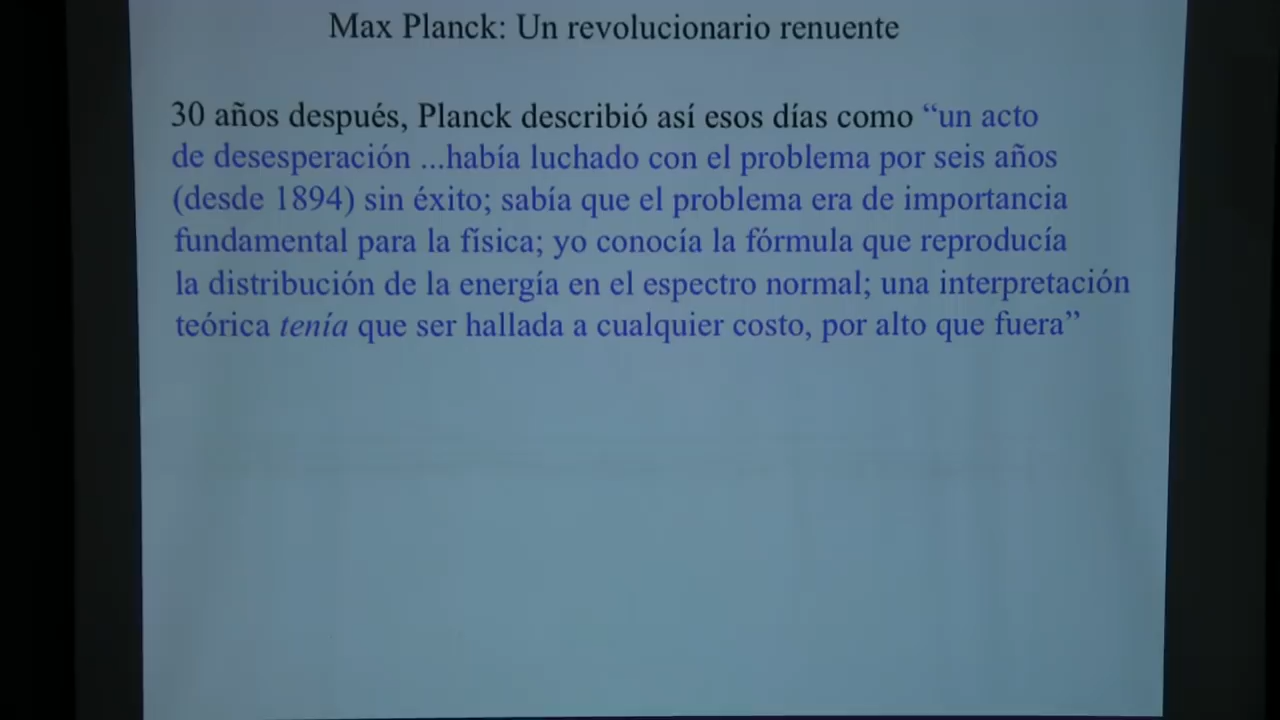 Max Planck: Un revolucionario renuente
30 años después, Planck describió así esos días como “un acto
de desesperación ...había luchado con el problema por seis años
(desde 1894) sin éxito; sabía que el problema era de importancia
fundamental para la física; yo conocía la fórmula que reproducía
la distribución de la energía en el espectro normal; una interpretación
teórica tenía que ser hallada a cualquier costo, por alto que fuera”